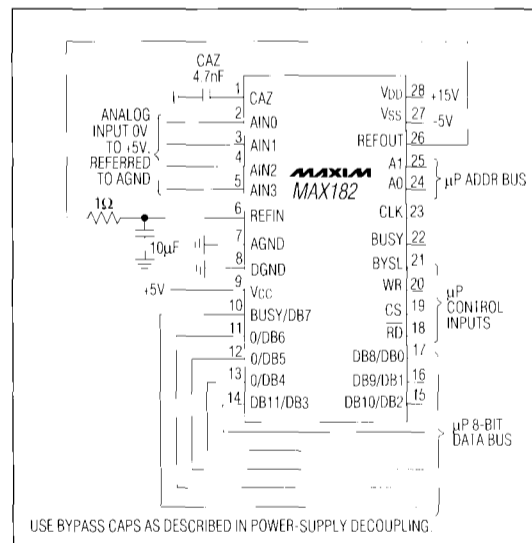 CAZ
4.7nF
1 CAZ
2 AIN0
3 AIN1
4 AIN2
5 AIN3
6 REFIN
7 AGND
8 DGND
9 VCC
10 BUSY/DB7
11 0/DB6
12 0/DB5
13 0/DB4
14 DB11/DB3
ANALOG
INPUT 0V
TO +5V.
REFERRED
TO AGND
1Ω
10µF
+5V
MAXIM
MAX182
VDD 28 +15V
VSS 27 -5V
REFOUT 26
A1 25
A0 24
µP ADDR BUS
CLK 23
BUSY 22
BYSL 21
WR 20
CS 19
RD 18
µP
CONTROL
INPUTS
DB8/DB0 17
DB9/DB1 16
DB10/DB2 15
µP 8-BIT
DATA BUS
USE BYPASS CAPS AS DESCRIBED IN POWER-SUPPLY DECOUPLING.